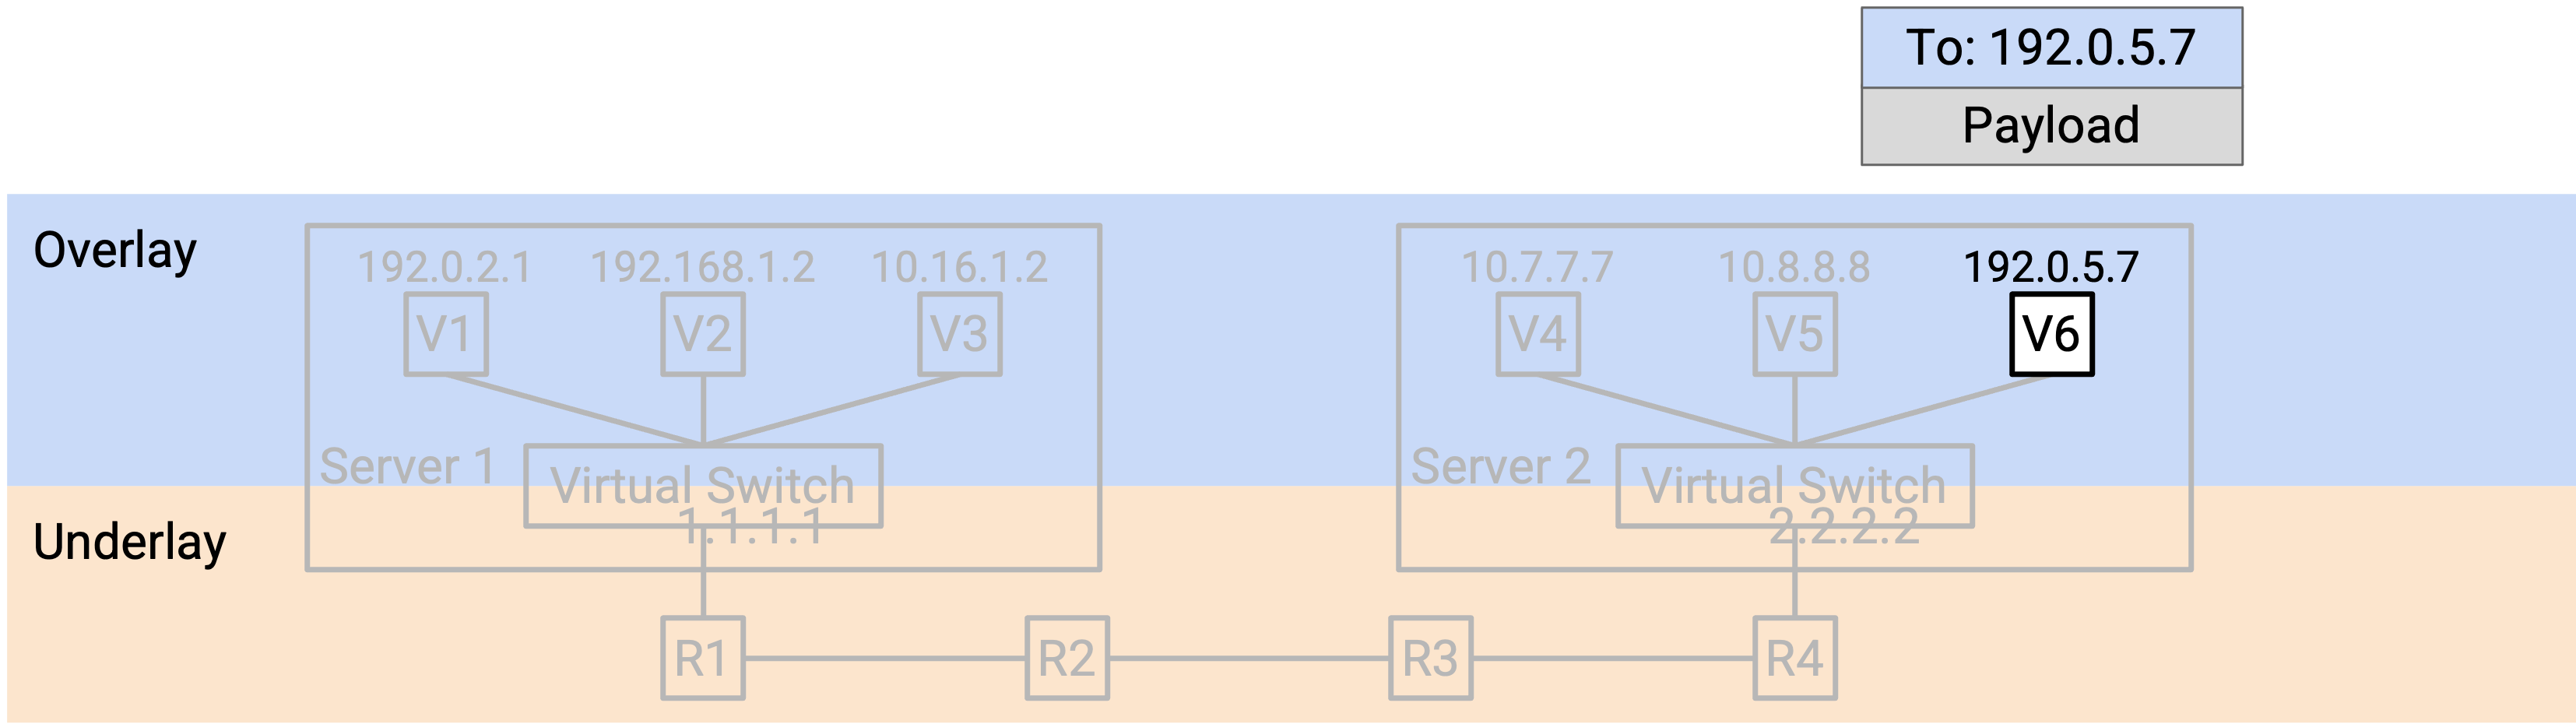 To: 192.0.5.7
Payload
Overlay
192.0.2.1
192.168.1.2
10.16.1.2
10.7.7.7
10.8.8.8
192.0.5.7
V1
V2
V3
V4
V5
V6
Server 1
Virtual Switch
1.1.1.1
Server 2
Virtual Switch
2.2.2.2
Underlay
R1
R2
R3
R4